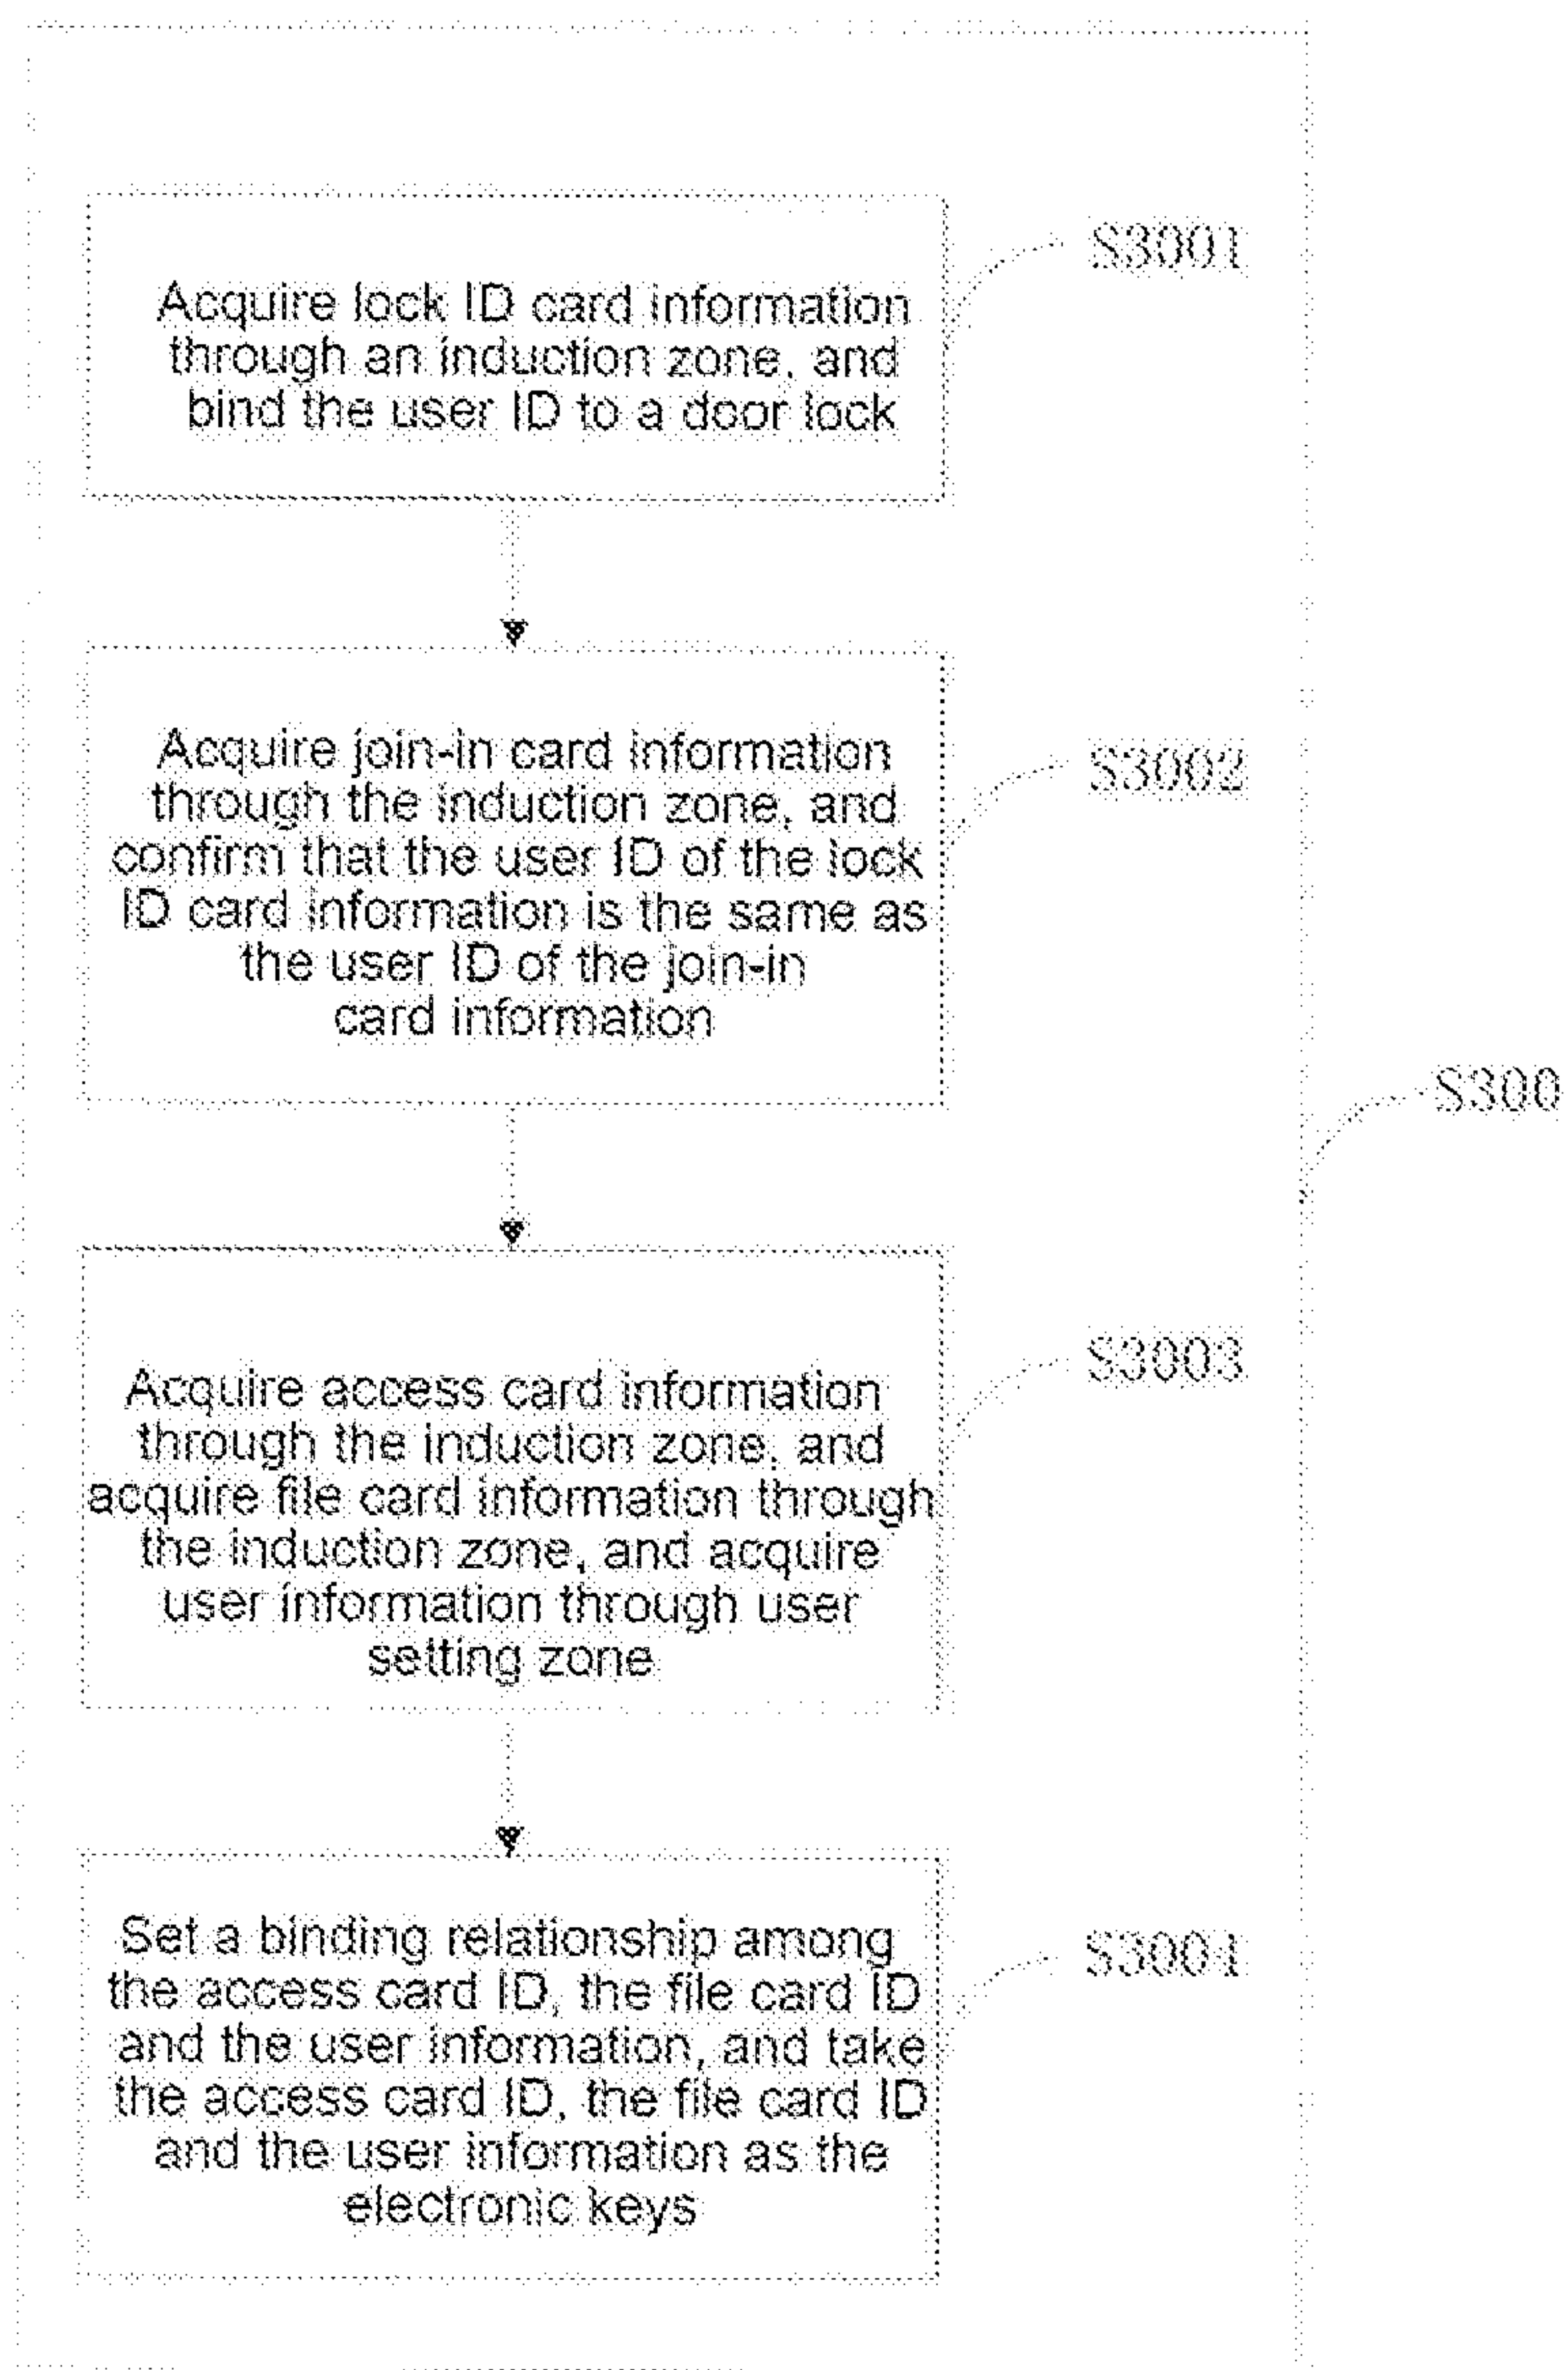 Acquire lock ID card information
through an induction zone, and
bind the user ID to a door lock
S3001
Acquire join-in card information
through the induction zone, and
confirm that the user ID of the lock
ID card information is the same as
the user ID of the join-in
card information
S3002
S300
Acquire access card information
through the induction zone, and
acquire file card information through
the induction zone, and acquire
user information through user
setting zone
S3003
Set a binding relationship among
the access card ID, the file card ID
and the user information, and take
the access card ID, the file card ID
and the user information as the
electronic keys
S3004